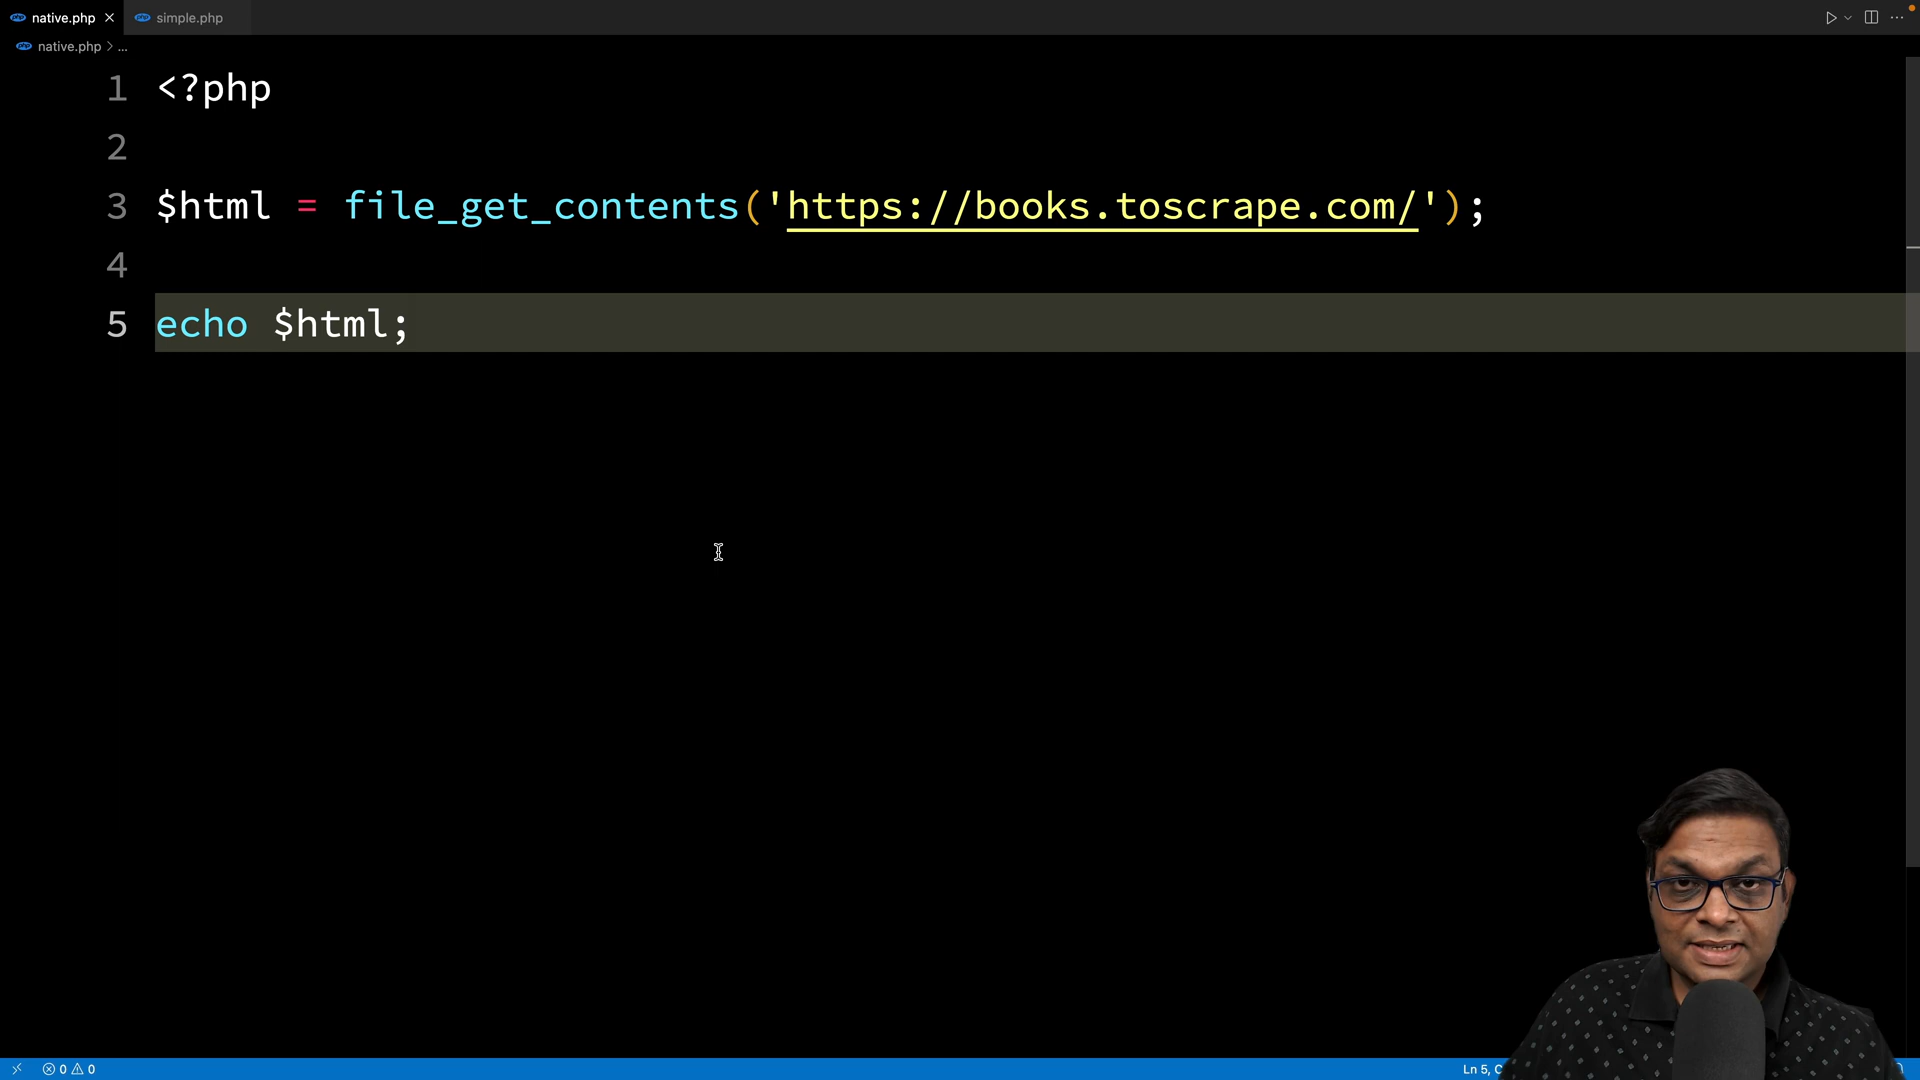 native.php
simple.php
native.php > ...
1 <?php
2
3 $html = file_get_contents('https://books.toscrape.com/');
4
5 echo $html;
0 0
Ln 5,